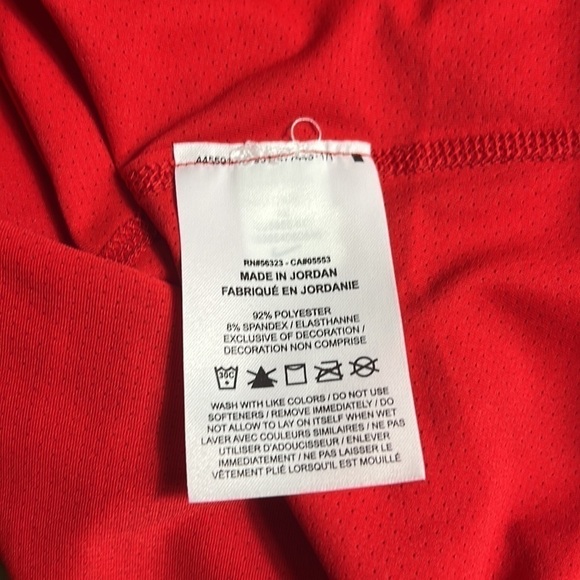 RN#56323 - CA#05553
MADE IN JORDAN
FABRIQUÉ EN JORDANIE
92% POLYESTER
8% SPANDEX / ELASTHANNE
EXCLUSIVE OF DECORATION /
DECORATION NON COMPRISE
35C
WASH WITH LIKE COLORS / DO NOT USE
SOFTENERS / REMOVE IMMEDIATELY / DO
NOT ALLOW TO LAY ON ITSELF WHEN WET
LAVER AVEC COULEURS SIMILAIRES / NE PAS
UTILISER D'ADOUCISSEUR / ENLEVER
IMMEDIATEMENT / NE PAS LAISSER LE
VÊTEMENT PLIÉ LORSQU'IL EST MOUILLÉ